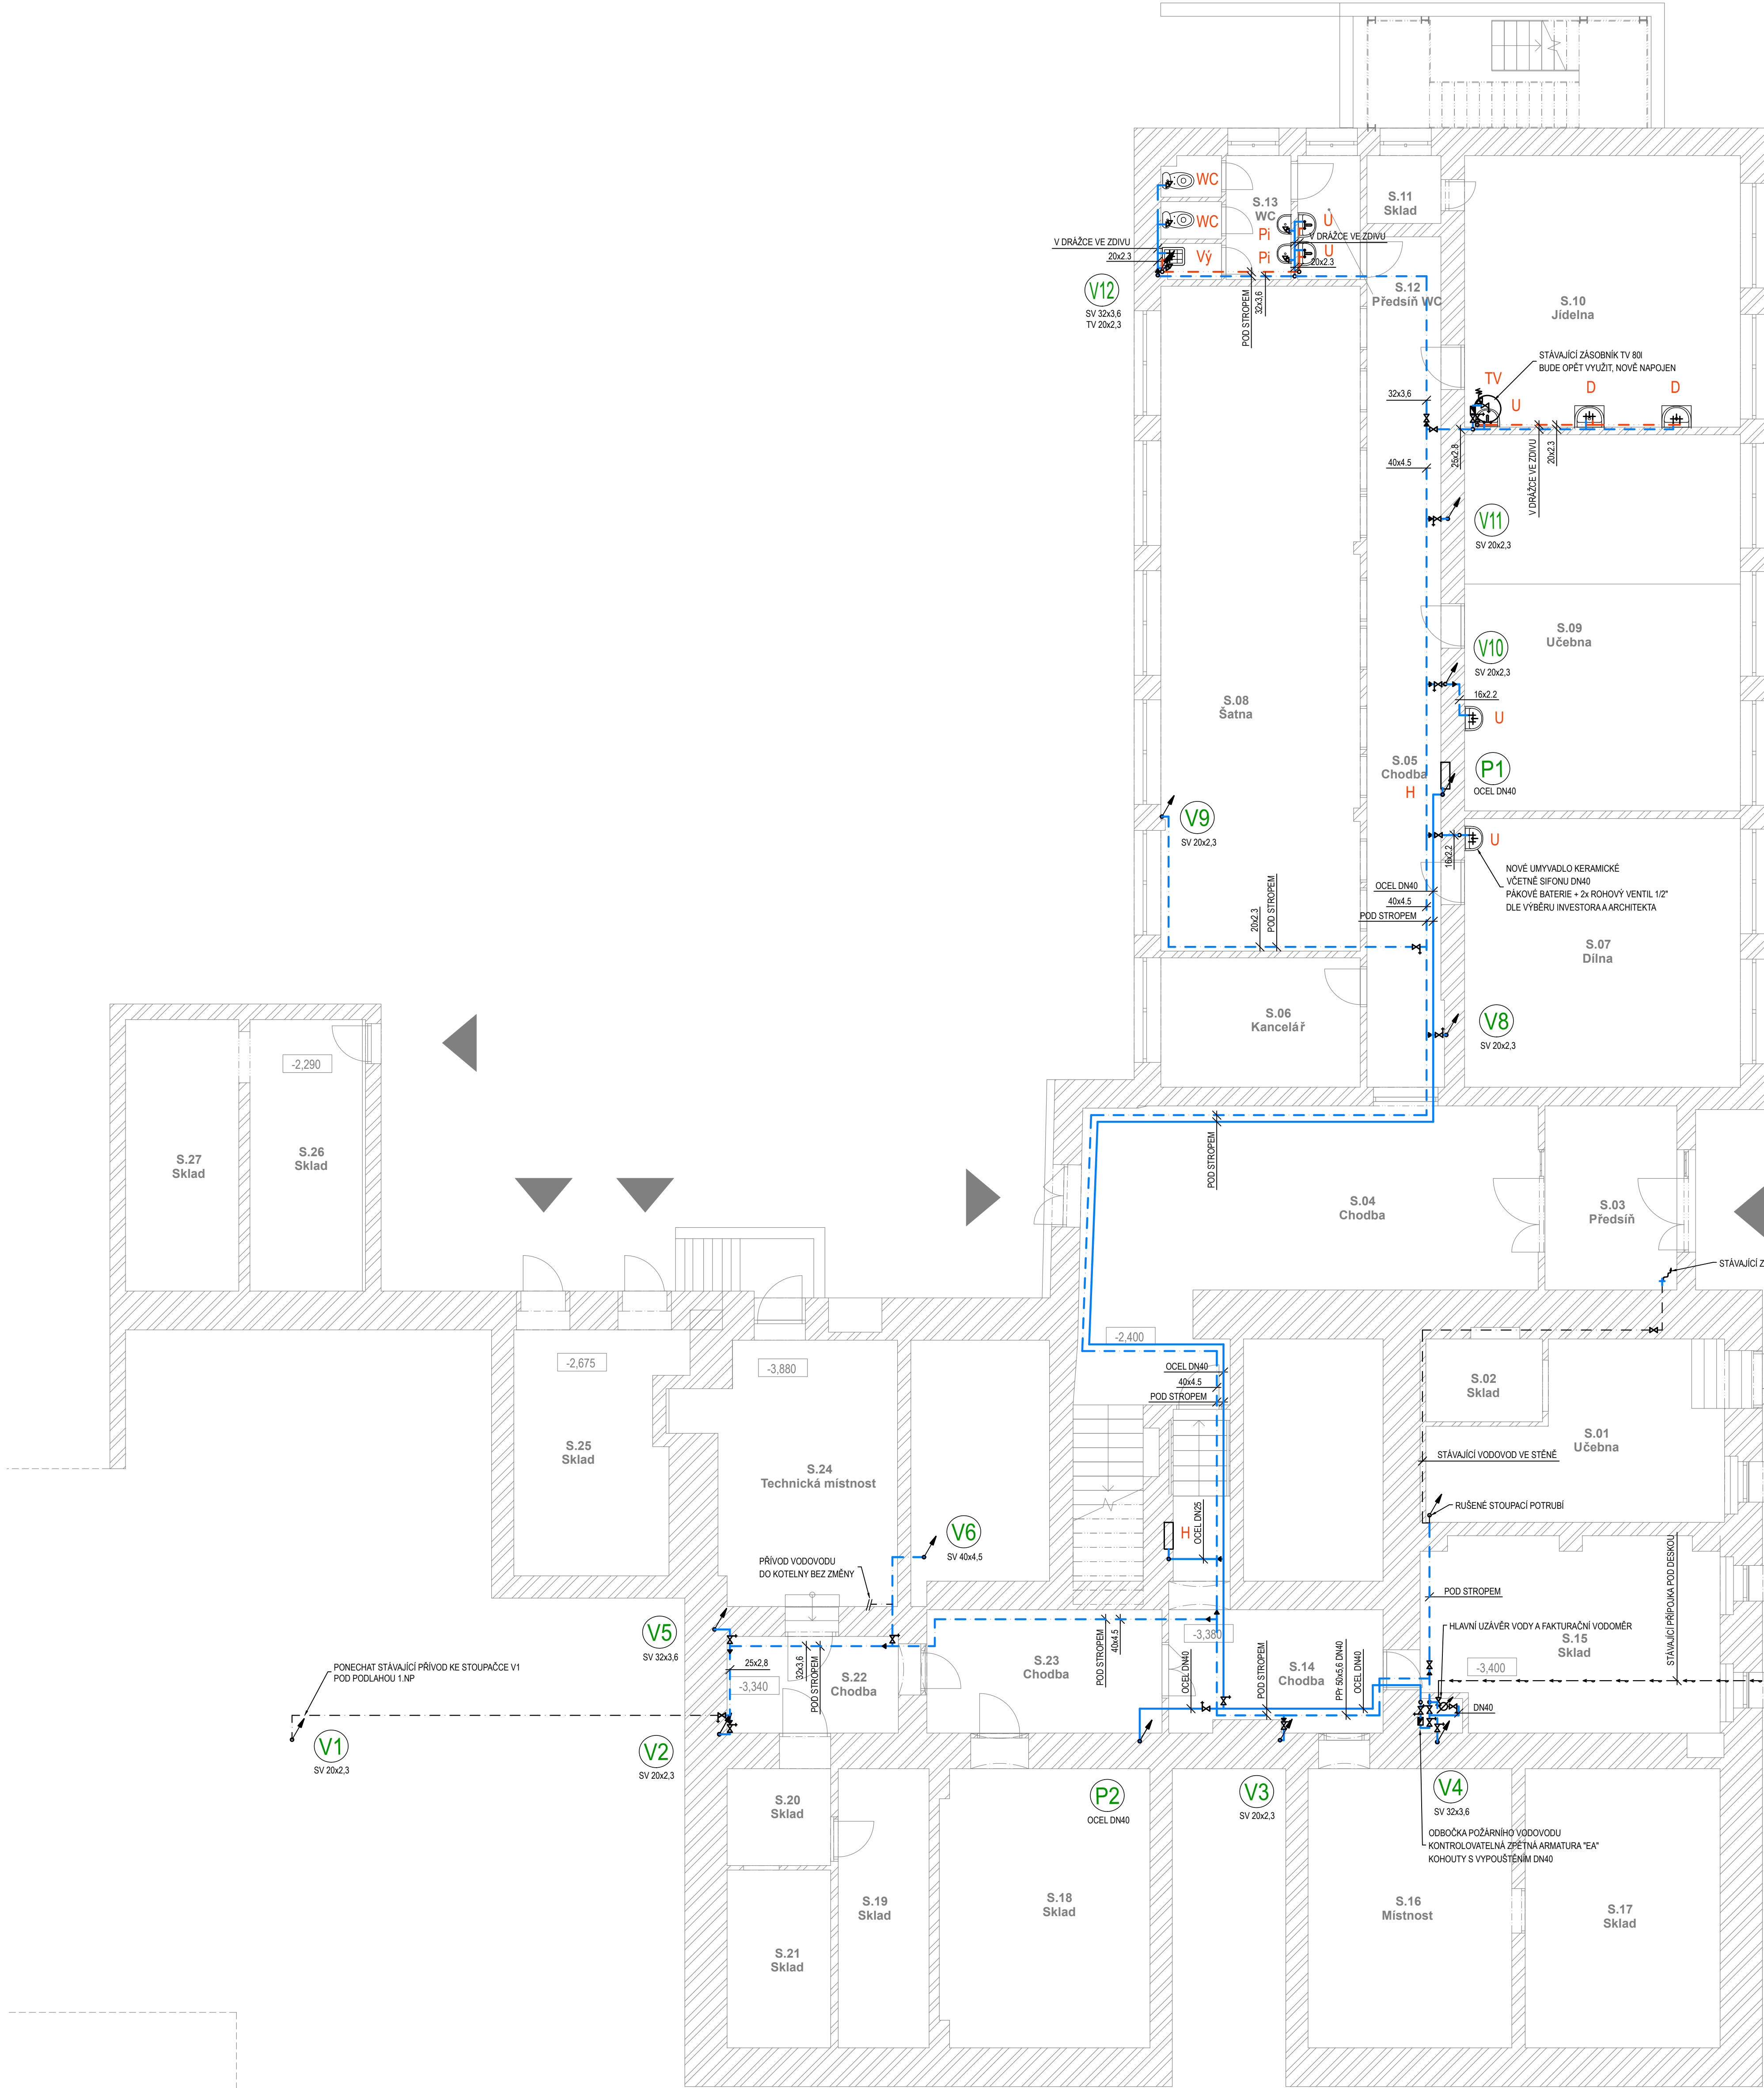 WC
WC
Vý
S.13
WC
Pi
Pi
U
U
V DRÁŽCE VE ZDIVU
20x2.3
V DRÁŽCE VE ZDIVU
20x2.3
V12
SV 32x3,6
TV 20x2,3
POD STROPEM
32x3,6
S.11
Sklad
S.12
Předsíň WC
S.10
Jídelna
STÁVAJÍCÍ ZÁSOBNÍK TV 80l
BUDE OPĚT VYUŽIT, NOVĚ NAPOJEN
TV
U
D
D
32x3,6
40x4.5
25x2.8
V DRÁŽCE VE ZDIVU
20x2.3
V11
SV 20x2,3
S.09
Učebna
V10
SV 20x2,3
16x2.2
U
S.08
Šatna
S.05
Chodba
H
P1
OCEL DN40
V9
SV 20x2,3
16x2.2
U
NOVÉ UMYVADLO KERAMICKÉ
VČETNĚ SIFONU DN40
PÁKOVÉ BATERIE + 2x ROHOVÝ VENTIL 1/2"
DLE VÝBĚRU INVESTORA A ARCHITEKTA
OCEL DN40
40x4.5
POD STROPEM
20x2.3
POD STROPEM
S.07
Dílna
S.06
Kancelář
V8
SV 20x2,3
-2,290
S.27
Sklad
S.26
Sklad
POD STROPEM
S.04
Chodba
S.03
Předsíň
STÁVAJÍCÍ Z
-2,400
-2,675
-3,880
OCEL DN40
40x4.5
POD STROPEM
S.02
Sklad
S.01
Učebna
STÁVAJÍCÍ VODOVOD VE STĚNĚ
S.25
Sklad
S.24
Technická místnost
RUŠENÉ STOUPACÍ POTRUBÍ
OCEL DN25
H
V6
SV 40x4,5
PŘÍVOD VODOVODU
DO KOTELNY BEZ ZMĚNY
POD STROPEM
STÁVAJÍCÍ PŘÍPOJKA POD DESKOU
HLAVNÍ UZÁVĚR VODY A FAKTURAČNÍ VODOMĚR
V5
SV 32x3,6
25x2,8
32x3,6
POD STROPEM
-3,340
S.22
Chodba
S.23
Chodba
POD STROPEM
40x4.5
-3,380
OCEL DN40
POD STROPEM
S.14
Chodba
PPr 50x5,6 DN40
OCEL DN40
S.15
Sklad
-3,400
DN40
PONECHAT STÁVAJÍCÍ PŘÍVOD KE STOUPAČCE V1
POD PODLAHOU 1.NP
V1
SV 20x2,3
V2
SV 20x2,3
P2
OCEL DN40
V3
SV 20x2,3
V4
SV 32x3,6
ODBOČKA POŽÁRNÍHO VODOVODU
KONTROLOVATELNÁ ZPĚTNÁ ARMATURA "EA"
KOHOUTY S VYPOUŠTĚNÍM DN40
S.20
Sklad
S.19
Sklad
S.18
Sklad
S.16
Místnost
S.17
Sklad
S.21
Sklad